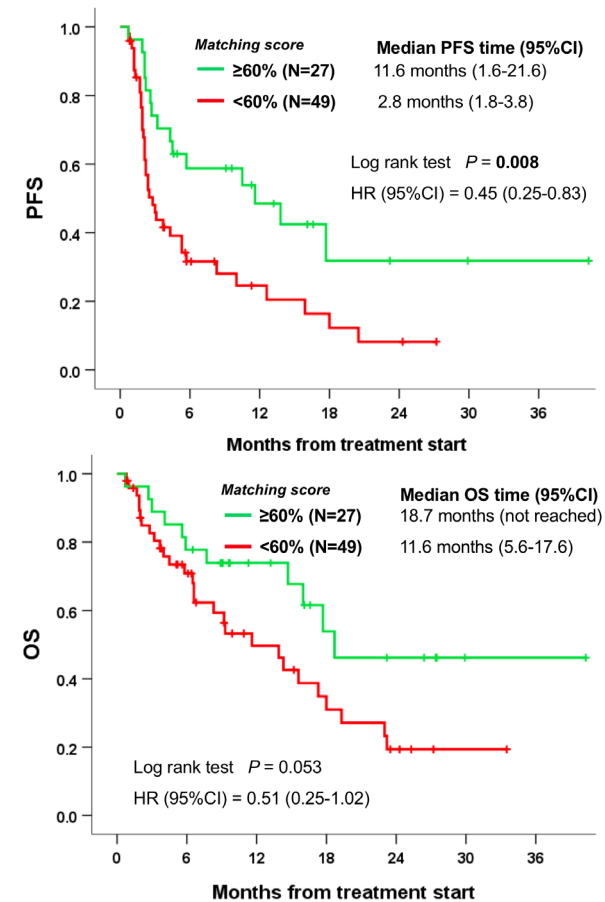 Matching score
Median PFS time (95%CI)
≥60% (N=27)
11.6 months (1.6-21.6)
<60% (N=49)
2.8 months (1.8-3.8)
Log rank test P = 0.008
HR (95%CI) = 0.45 (0.25-0.83)
PFS
1.0
0.8
0.6
0.4
0.2
0.0
0 6 12 18 24 30 36
Months from treatment start
Matching score
Median OS time (95%CI)
≥60% (N=27)
18.7 months (not reached)
<60% (N=49)
11.6 months (5.6-17.6)
OS
1.0
0.8
0.6
0.4
0.2
0.0
Log rank test P = 0.053
HR (95%CI) = 0.51 (0.25-1.02)
0 6 12 18 24 30 36
Months from treatment start